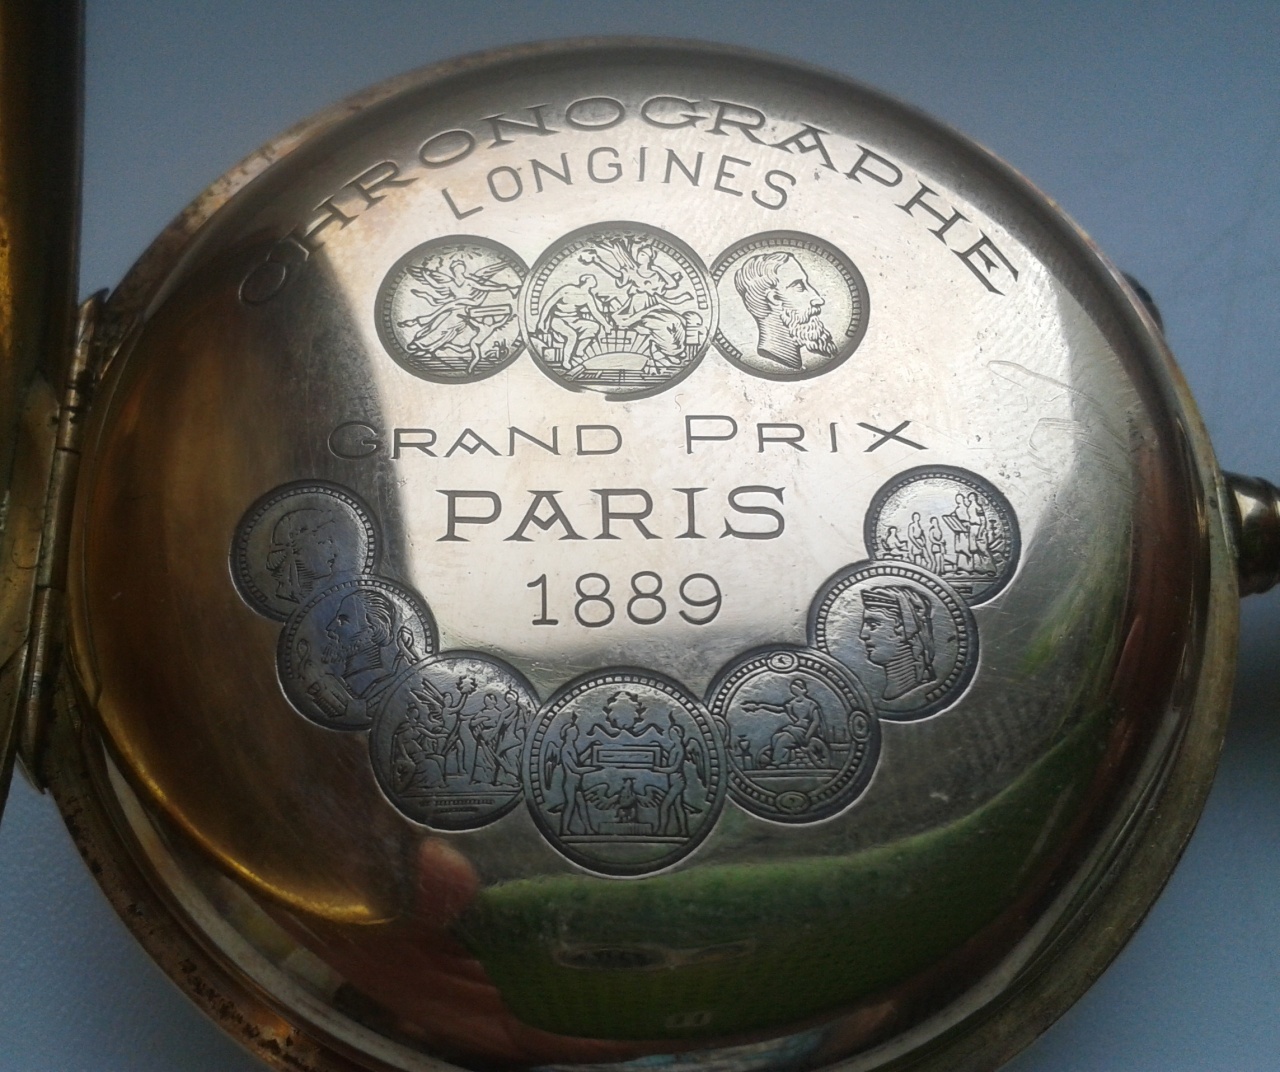 CHRONOGRAPHE
LONGINES
GRAND PRIX
PARIS
1889